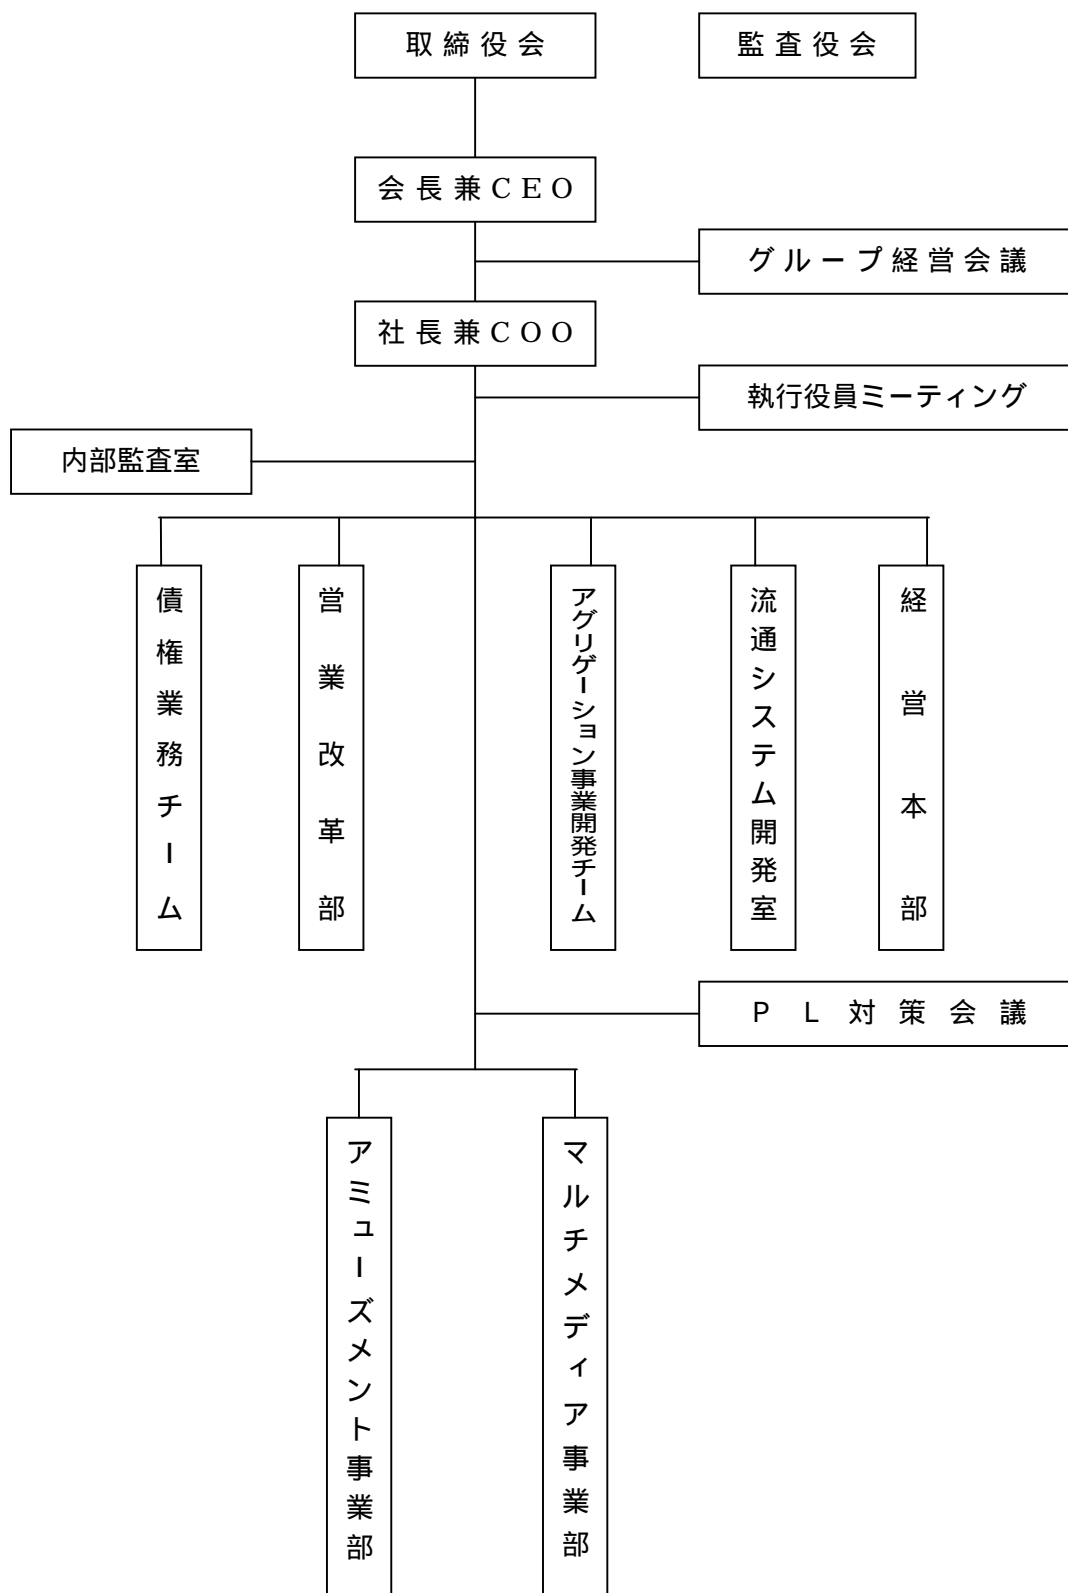 取締役会
監査役会
会長兼CEO
グループ経営会議
社長兼COO
執行役員ミーティング
内部監査室
債権業務チーム
営業改革部
アグリゲーション事業開発チーム
流通システム開発室
経営本部
PL対策会議
アミューズメント事業部
マルチメディア事業部